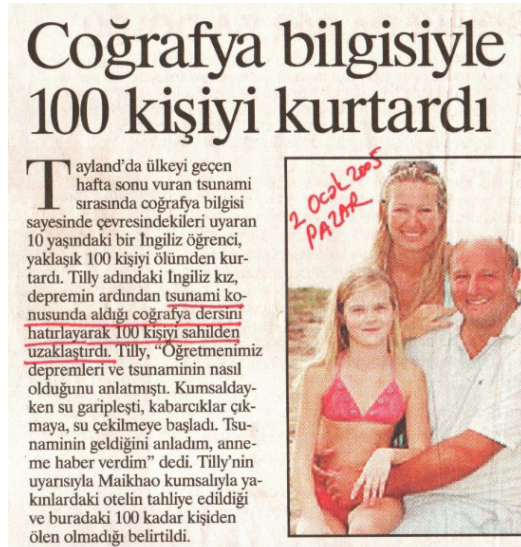 Coğrafya bilgisiyle
100 kişiyi kurtardı
Tayland'da ülkeyi geçen
hafta sonu vuran tsunami
sırasında coğrafya bilgisi
sayesinde çevresindekileri uyaran
10 yaşındaki bir İngiliz öğrenci,
yaklaşık 100 kişiyi ölümden kur-
tardı. Tilly adındaki İngiliz kız,
depremin ardından tsunami ko-
nusunda aldığı coğrafya dersini
hatırlayarak 100 kişiyi sahilden
uzaklaştırdı. Tilly, "Öğretmenimiz
depremleri ve tsunaminin nasıl
olduğunu anlatmıştı. Kumsalday-
ken su garipleşti, kabarcıklar çık-
maya, su çekilmeye başladı. Tsu-
naminin geldiğini anladım, anne-
me haber verdim" dedi. Tilly'nin
uyarısıyla Maikhao kumsalıyla ya-
kınlardaki otelin tahliye edildiği
ve buradaki 100 kadar kişiden
ölen olmadığı belirtildi.
2 Ocak 2005
PAZAR